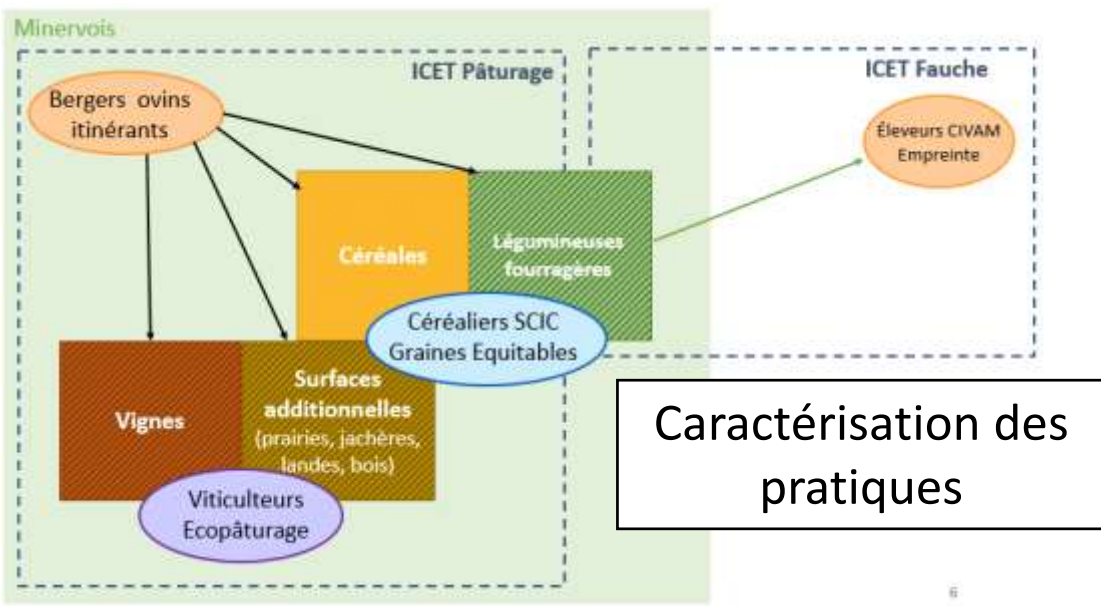 Minervois
ICET Pâturage
ICET Fauche
Bergers ovins
itinérants
Éleveurs CIVAM
Empreinte
Céréales
Légumineuses
fourragères
Céréaliers SCIC
Graines Equitables
Vignes
Surfaces
additionnelles
(prairies, jachères,
landes, bois)
Viticulteurs
Ecopâturage
Caractérisation des
pratiques
6